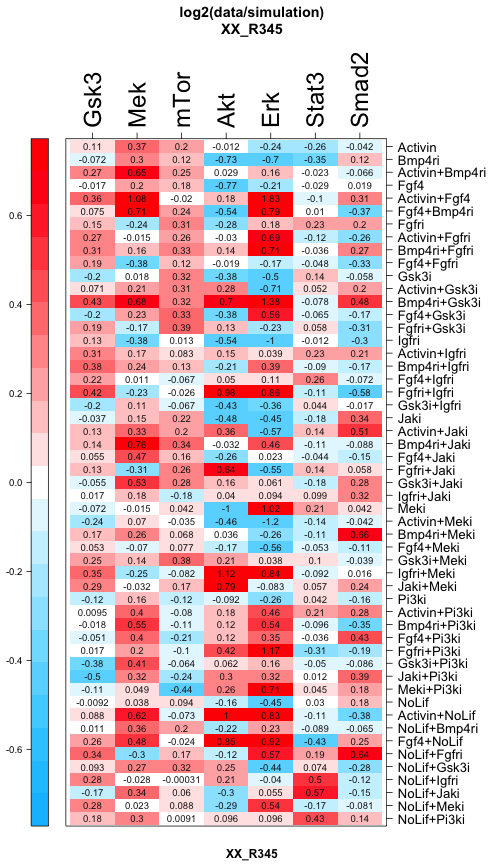 log2(data/simulation)
XX_R345
Gsk3 Mek mTor Akt Erk Stat3 Smad2
0.11 0.37 0.2 -0.012 -0.24 -0.26 -0.042 Activin
-0.072 0.3 0.12 -0.73 -0.7 -0.35 0.12 Bmp4ri
0.27 0.65 0.25 0.029 0.16 -0.023 -0.066 Activin+Bmp4ri
-0.017 0.2 0.18 -0.77 -0.21 -0.029 0.019 Fgf4
0.36 1.08 -0.02 0.18 1.83 -0.1 0.31 Activin+Fgf4
0.075 0.71 0.24 -0.54 0.79 0.01 -0.37 Fgf4+Bmp4ri
0.15 -0.24 0.31 -0.28 0.18 0.23 0.2 Fgfri
0.27 -0.015 0.26 -0.03 0.69 -0.12 -0.26 Activin+Fgfri
0.31 0.16 0.33 0.14 0.71 -0.036 0.27 Bmp4ri+Fgfri
0.19 -0.38 0.12 -0.019 -0.17 -0.048 -0.33 Fgf4+Fgfri
-0.2 0.018 0.32 -0.38 -0.5 0.14 -0.058 Gsk3i
0.071 0.21 0.31 0.28 -0.71 0.052 0.2 Activin+Gsk3i
0.43 0.68 0.32 0.7 1.38 -0.078 0.48 Bmp4ri+Gsk3i
-0.2 0.23 0.33 -0.38 0.56 -0.065 -0.17 Fgf4+Gsk3i
0.19 -0.17 0.39 0.13 -0.23 0.058 -0.31 Fgfri+Gsk3i
0.13 -0.38 0.013 -0.54 -1 -0.012 -0.3 Igfri
0.31 0.17 0.083 0.15 0.039 0.23 0.21 Activin+Igfri
0.38 0.24 0.13 -0.21 0.39 -0.09 -0.17 Bmp4ri+Igfri
0.22 0.011 -0.067 0.05 0.11 0.26 -0.072 Fgf4+Igfri
0.42 -0.23 -0.026 0.98 0.86 -0.11 -0.58 Fgfri+Igfri
-0.2 0.11 -0.067 -0.43 -0.36 0.044 -0.017 Gsk3i+Igfri
-0.037 0.15 0.22 -0.48 -0.45 -0.18 0.34 Jaki
0.13 0.33 0.2 0.36 -0.57 0.14 0.51 Activin+Jaki
0.14 0.76 0.34 -0.032 0.46 -0.11 -0.088 Bmp4ri+Jaki
0.055 0.47 0.16 -0.26 0.023 -0.044 -0.15 Fgf4+Jaki
0.13 -0.31 0.26 0.64 -0.55 0.14 0.058 Fgfri+Jaki
-0.055 0.53 0.28 0.16 0.061 -0.18 0.28 Gsk3i+Jaki
0.017 0.18 -0.18 0.04 0.094 0.099 0.32 Igfri+Jaki
-0.072 -0.015 0.042 -1 1.02 0.21 0.042 Meki
-0.24 0.07 -0.035 -0.46 -1.2 -0.14 -0.042 Activin+Meki
0.17 0.26 0.068 0.036 -0.26 -0.11 0.66 Bmp4ri+Meki
0.053 -0.07 0.077 -0.17 -0.56 -0.053 -0.11 Fgf4+Meki
0.25 0.14 0.38 0.21 0.038 0.1 -0.039 Gsk3i+Meki
0.35 -0.25 -0.082 1.12 0.84 -0.092 0.016 Igfri+Meki
0.29 -0.032 0.17 0.79 -0.083 0.057 0.24 Jaki+Meki
-0.12 0.16 -0.12 -0.092 -0.26 0.042 -0.16 Pi3ki
0.0095 0.4 -0.08 0.18 0.46 0.21 0.28 Activin+Pi3ki
-0.018 0.55 -0.11 0.12 0.54 -0.096 -0.35 Bmp4ri+Pi3ki
-0.051 0.4 -0.21 0.12 0.35 -0.036 0.43 Fgf4+Pi3ki
0.017 0.2 -0.1 0.42 1.17 -0.31 -0.19 Fgfri+Pi3ki
-0.38 0.41 -0.064 0.062 0.16 -0.05 -0.086 Gsk3i+Pi3ki
-0.5 0.32 -0.24 0.3 0.32 -0.012 0.39 Jaki+Pi3ki
-0.11 0.049 -0.44 0.26 0.71 0.045 0.18 Meki+Pi3ki
-0.0092 0.038 0.094 -0.16 -0.45 0.03 0.18 NoLif
0.088 0.62 -0.073 1 0.83 -0.11 -0.38 Activin+NoLif
0.011 0.36 0.2 -0.22 0.23 -0.089 -0.065 NoLif+Bmp4ri
0.26 0.48 -0.024 0.85 0.92 -0.43 0.25 Fgf4+NoLif
0.34 -0.3 0.17 -0.12 0.57 0.19 0.64 NoLif+Fgfri
0.093 0.27 0.32 0.25 -0.44 0.074 -0.28 NoLif+Gsk3i
0.28 -0.028 -0.00031 0.21 -0.04 0.5 -0.12 NoLif+Igfri
-0.17 0.34 0.06 -0.3 0.055 0.57 -0.15 NoLif+Jaki
0.28 0.023 0.088 -0.29 0.54 -0.17 -0.081 NoLif+Meki
0.18 0.3 0.0091 0.096 0.096 0.43 0.14 NoLif+Pi3ki
0.6
0.4
0.2
0.0
-0.2
-0.4
-0.6
XX_R345